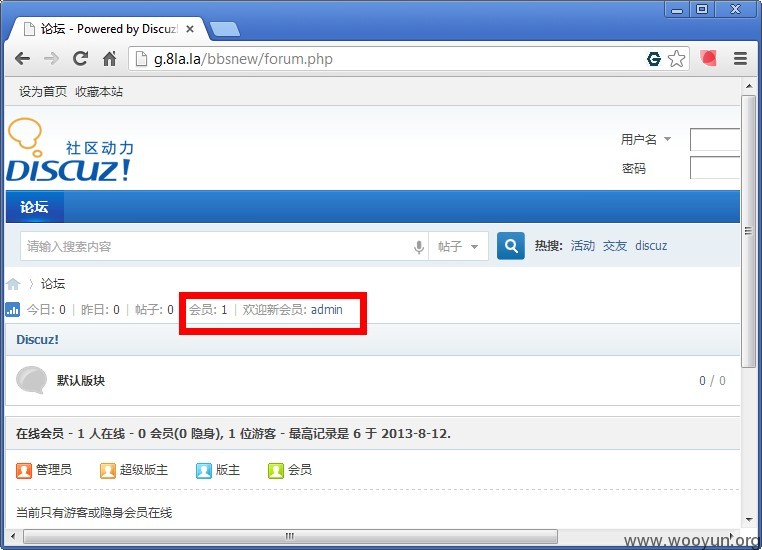 论坛 - Powered by Discuz!
g.8la.la/bbsnew/forum.php
设为首页 收藏本站
社区动力
DISCUZ!
用户名
密码
论坛
请输入搜索内容 帖子 热搜: 活动 交友 discuz
论坛
今日: 0 | 昨日: 0 | 帖子: 0 | 会员: 1 | 欢迎新会员: admin
Discuz!
默认版块 0 / 0
在线会员 - 1 人在线 - 0 会员(0 隐身), 1 位游客 - 最高记录是 6 于 2013-8-12.
管理员 超级版主 版主 会员
当前只有游客或隐身会员在线
www.wooyun.org